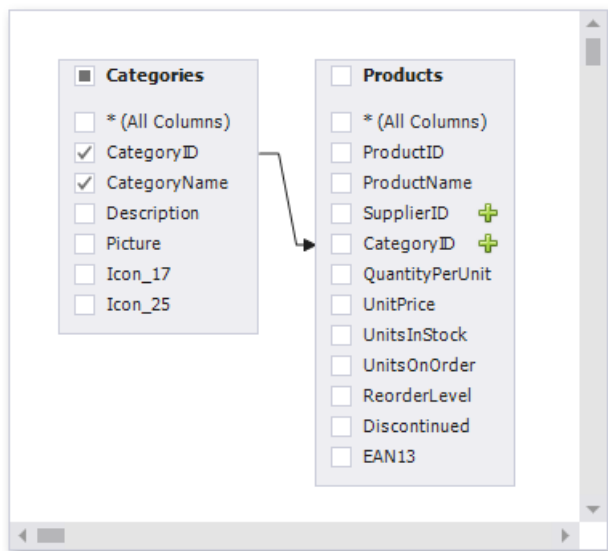 Categories
* (All Columns)
CategoryID
CategoryName
Description
Picture
Icon_17
Icon_25
Products
* (All Columns)
ProductID
ProductName
SupplierID
CategoryID
QuantityPerUnit
UnitPrice
UnitsInStock
UnitsOnOrder
ReorderLevel
Discontinued
EAN13